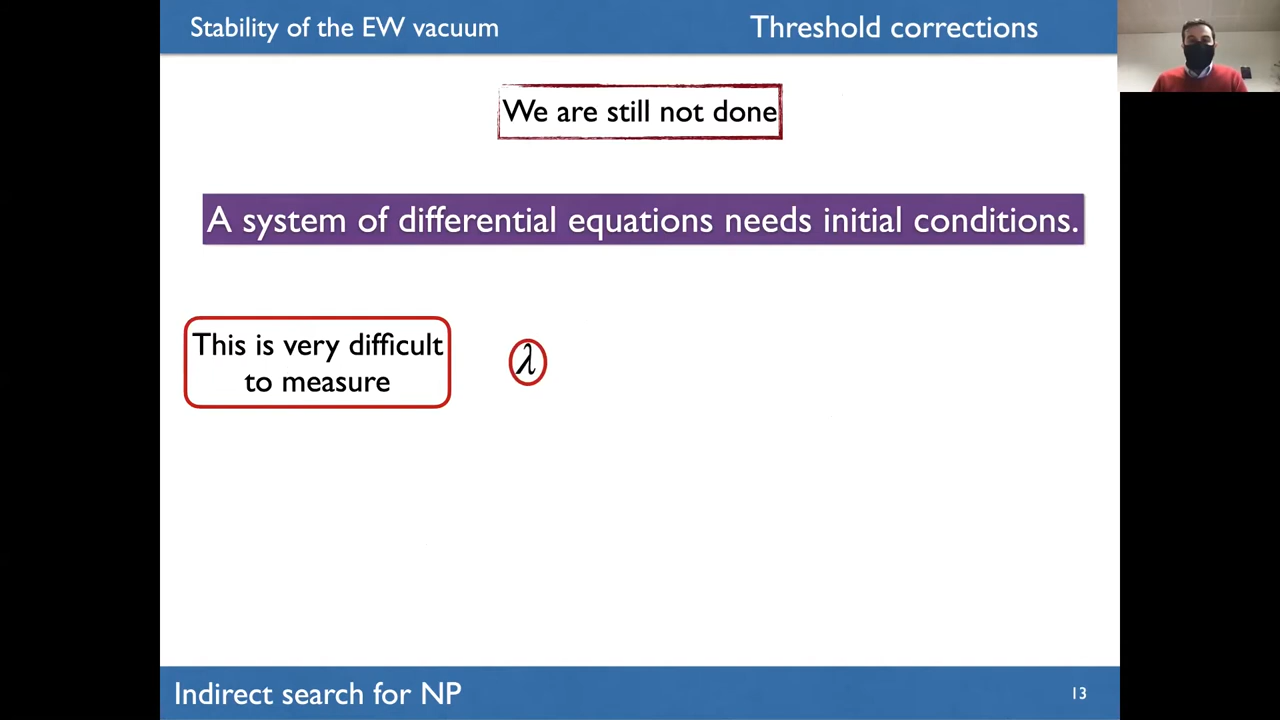 Stability of the EW vacuum
Threshold corrections
We are still not done
A system of differential equations needs initial conditions.
This is very difficult
to measure
λ
Indirect search for NP
13